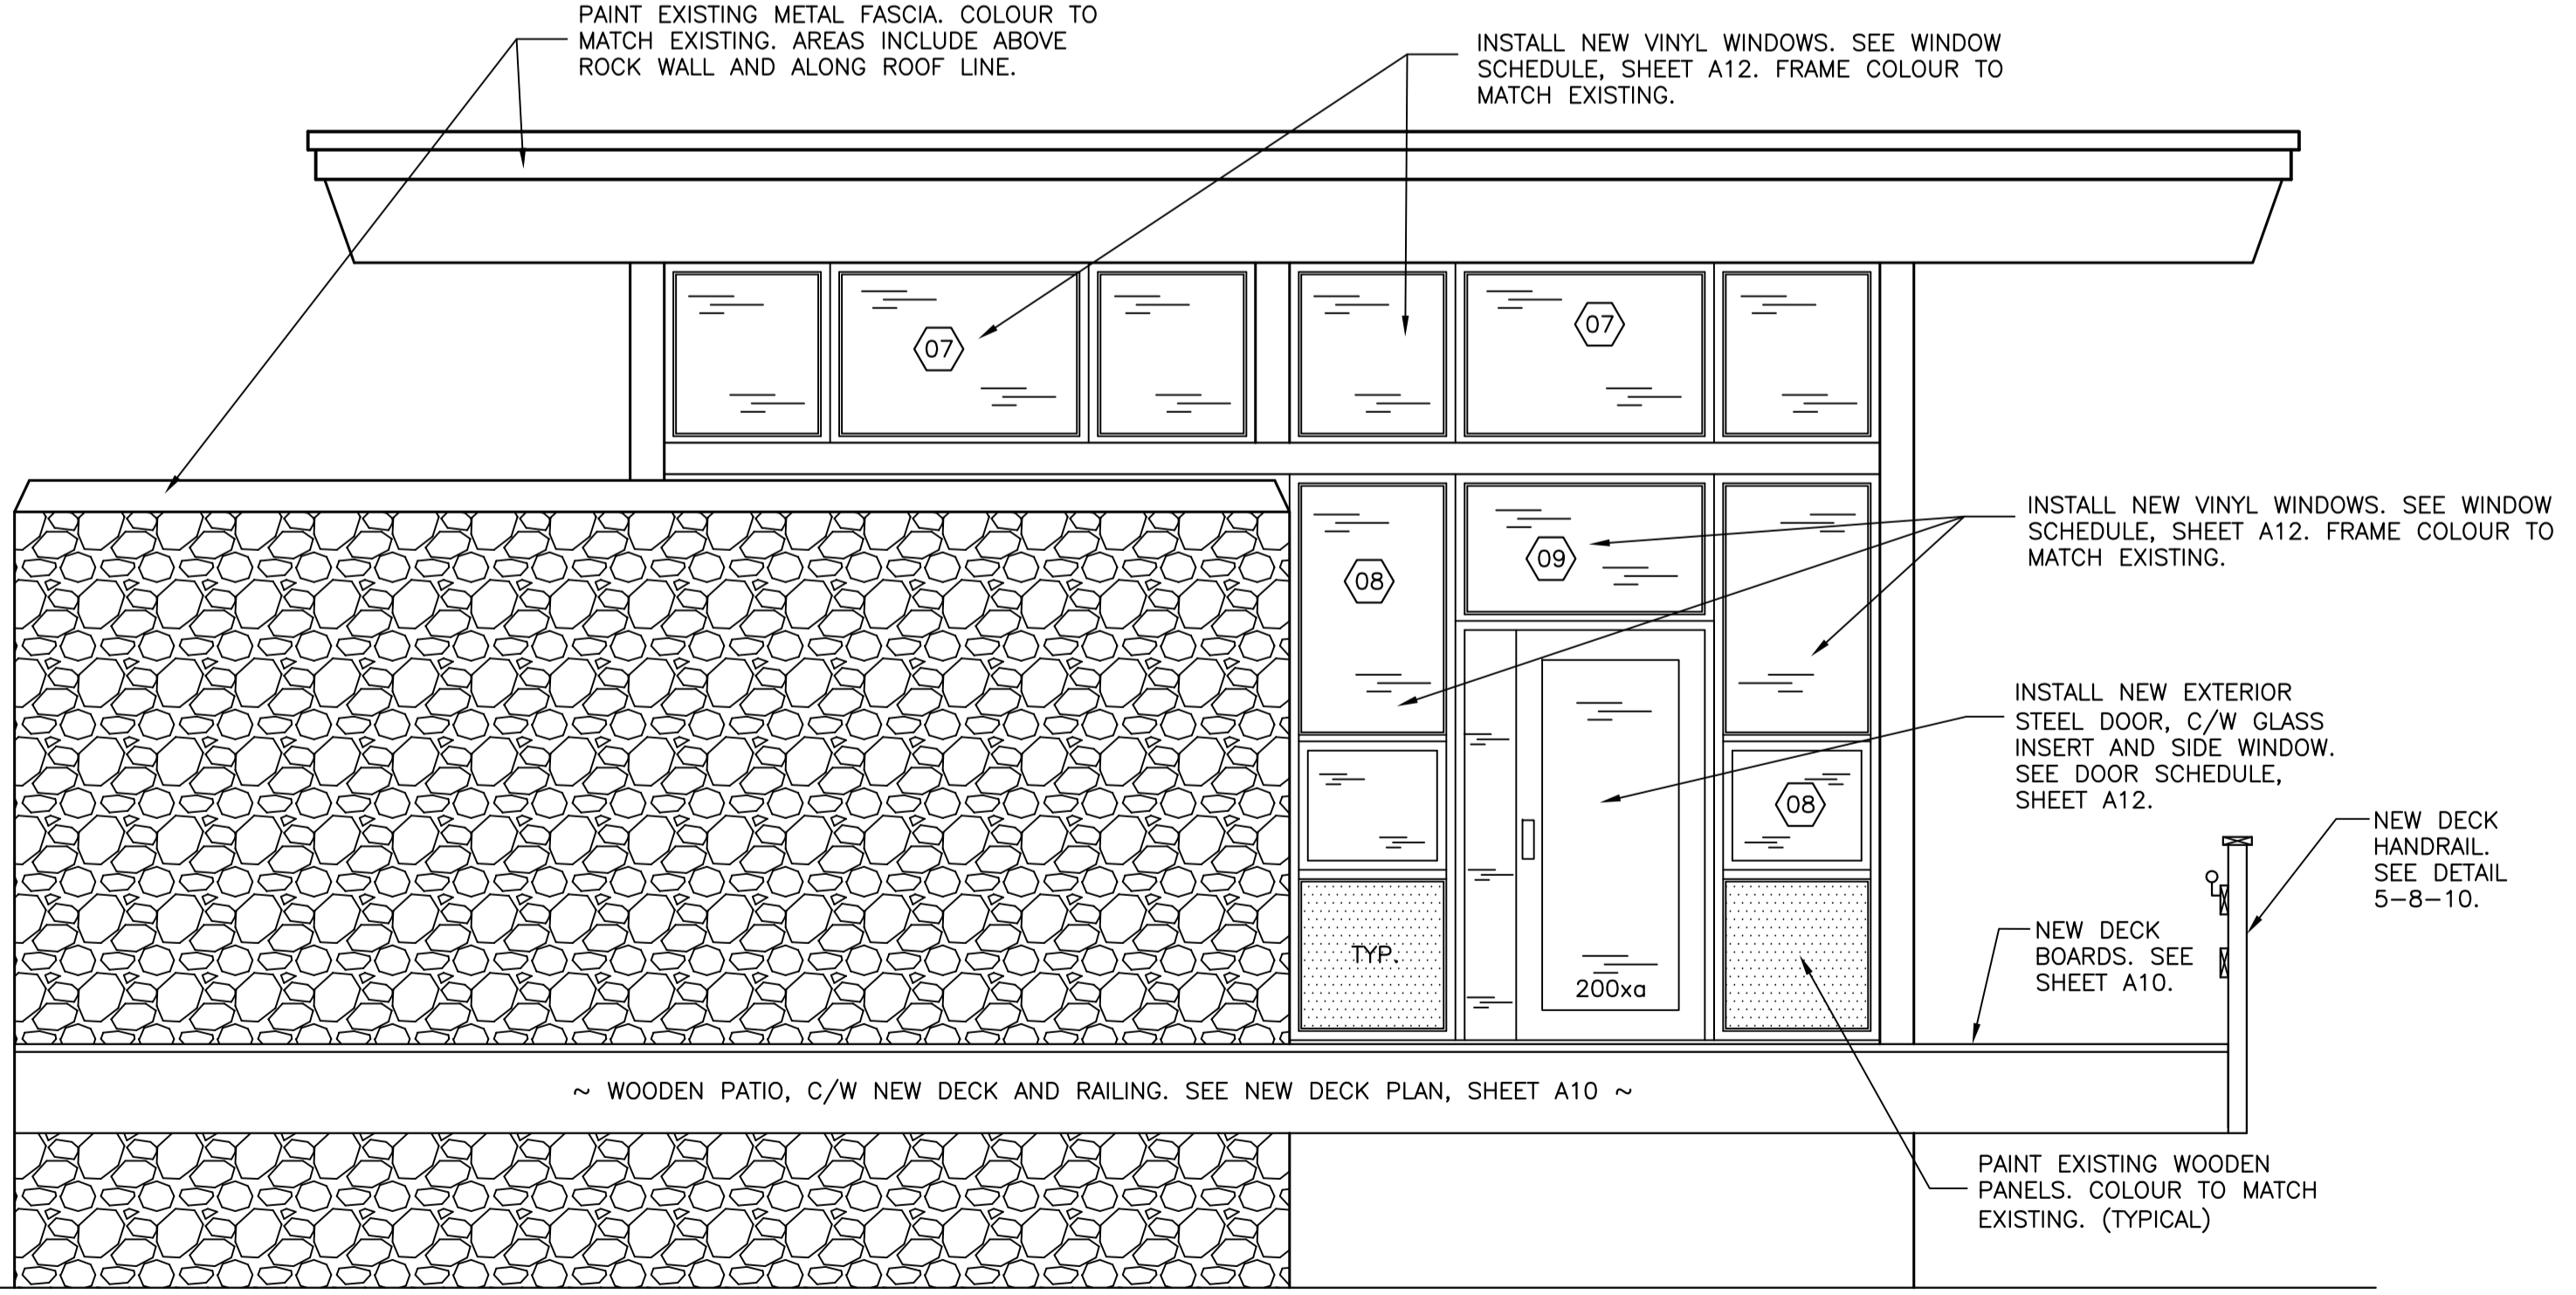 PAINT EXISTING METAL FASCIA. COLOUR TO
MATCH EXISTING. AREAS INCLUDE ABOVE
ROCK WALL AND ALONG ROOF LINE.
INSTALL NEW VINYL WINDOWS. SEE WINDOW
SCHEDULE, SHEET A12. FRAME COLOUR TO
MATCH EXISTING.
07
07
INSTALL NEW VINYL WINDOWS. SEE WINDOW
SCHEDULE, SHEET A12. FRAME COLOUR TO
MATCH EXISTING.
08
09
INSTALL NEW EXTERIOR
STEEL DOOR, C/W GLASS
INSERT AND SIDE WINDOW.
SEE DOOR SCHEDULE,
SHEET A12.
08
NEW DECK
HANDRAIL.
SEE DETAIL
5-8-10.
NEW DECK
BOARDS. SEE
SHEET A10.
TYP.
200xa
~ WOODEN PATIO, C/W NEW DECK AND RAILING. SEE NEW DECK PLAN, SHEET A10 ~
PAINT EXISTING WOODEN
PANELS. COLOUR TO MATCH
EXISTING. (TYPICAL)